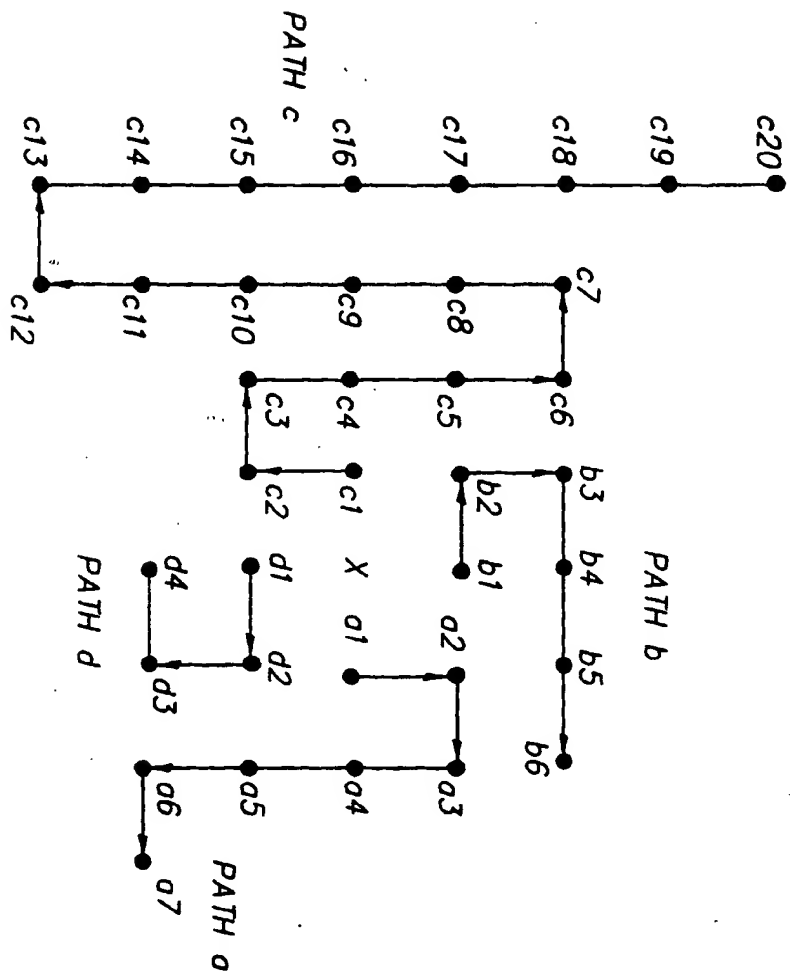 c20
c19
PATH b
c18 c7 c6 b3 b4 b5 b6
c17 c8 c5 b2 b1 a2 a3
c16 c9 c4 c1 X a1 a4
PATH c
c15 c10 c3 c2 d1 d2 a5
PATH a
c14 c11 d4 d3 a6 a7
PATH d
c13 c12